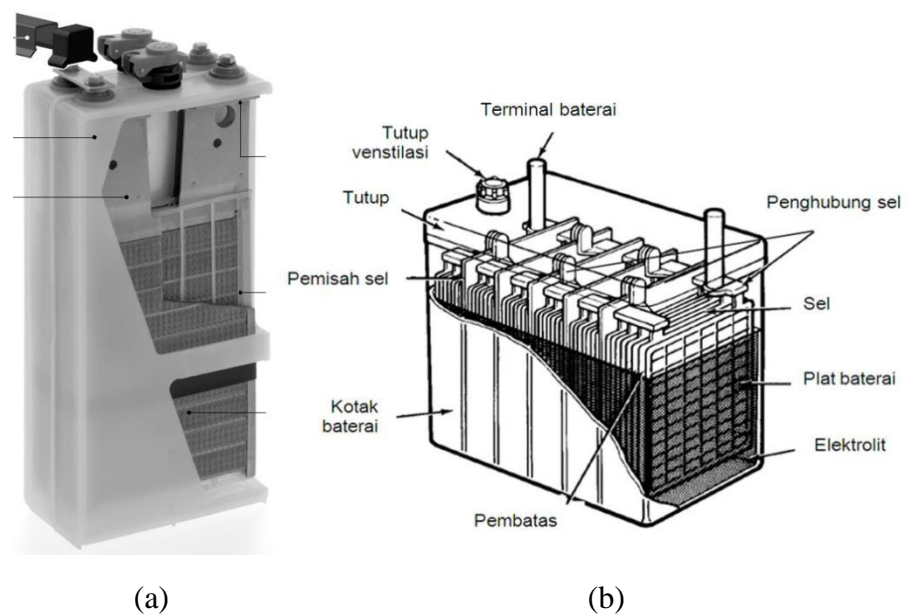 Terminal baterai
Tutup
venstilasi
Tutup
Penghubung sel
Pemisah sel
Sel
Plat baterai
Kotak
baterai
Elektrolit
Pembatas
(a)
(b)